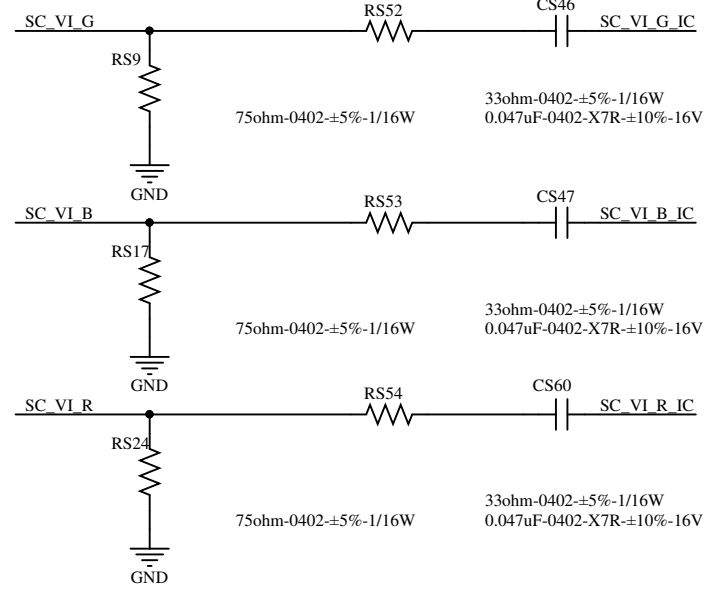 CS46
SC_VI_G
RS52
SC_VI_G_IC
RS9
75ohm-0402-±5%-1/16W
33ohm-0402-±5%-1/16W
0.047uF-0402-X7R-±10%-16V
GND
SC_VI_B
RS53
CS47
SC_VI_B_IC
RS17
75ohm-0402-±5%-1/16W
33ohm-0402-±5%-1/16W
0.047uF-0402-X7R-±10%-16V
GND
SC_VI_R
RS54
CS60
SC_VI_R_IC
RS24
75ohm-0402-±5%-1/16W
33ohm-0402-±5%-1/16W
0.047uF-0402-X7R-±10%-16V
GND